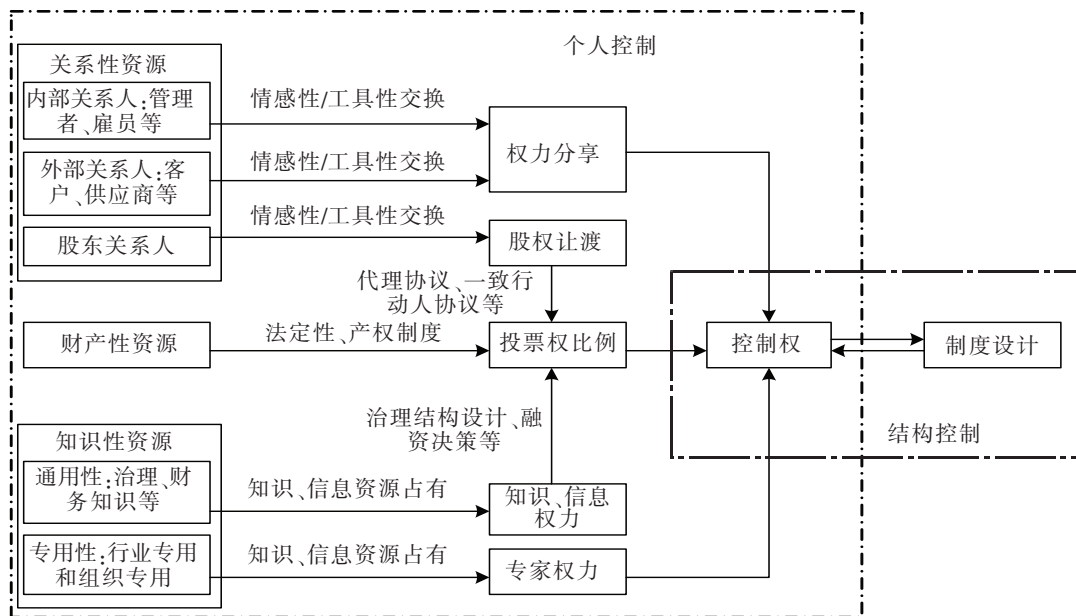 个人控制
关系性资源
内部关系人:管理
者、雇员等
情感性/工具性交换
权力分享
外部关系人:客
户、供应商等
情感性/工具性交换
股东关系人
情感性/工具性交换
股权让渡
代理协议、一致行
动人协议等
财产性资源
法定性、产权制度
投票权比例
控制权
制度设计
治理结构设计、融
资决策等
结构控制
知识性资源
通用性:治理、财
务知识等
知识、信息资源占有
知识、信息
权力
专用性:行业专用
和组织专用
知识、信息资源占有
专家权力